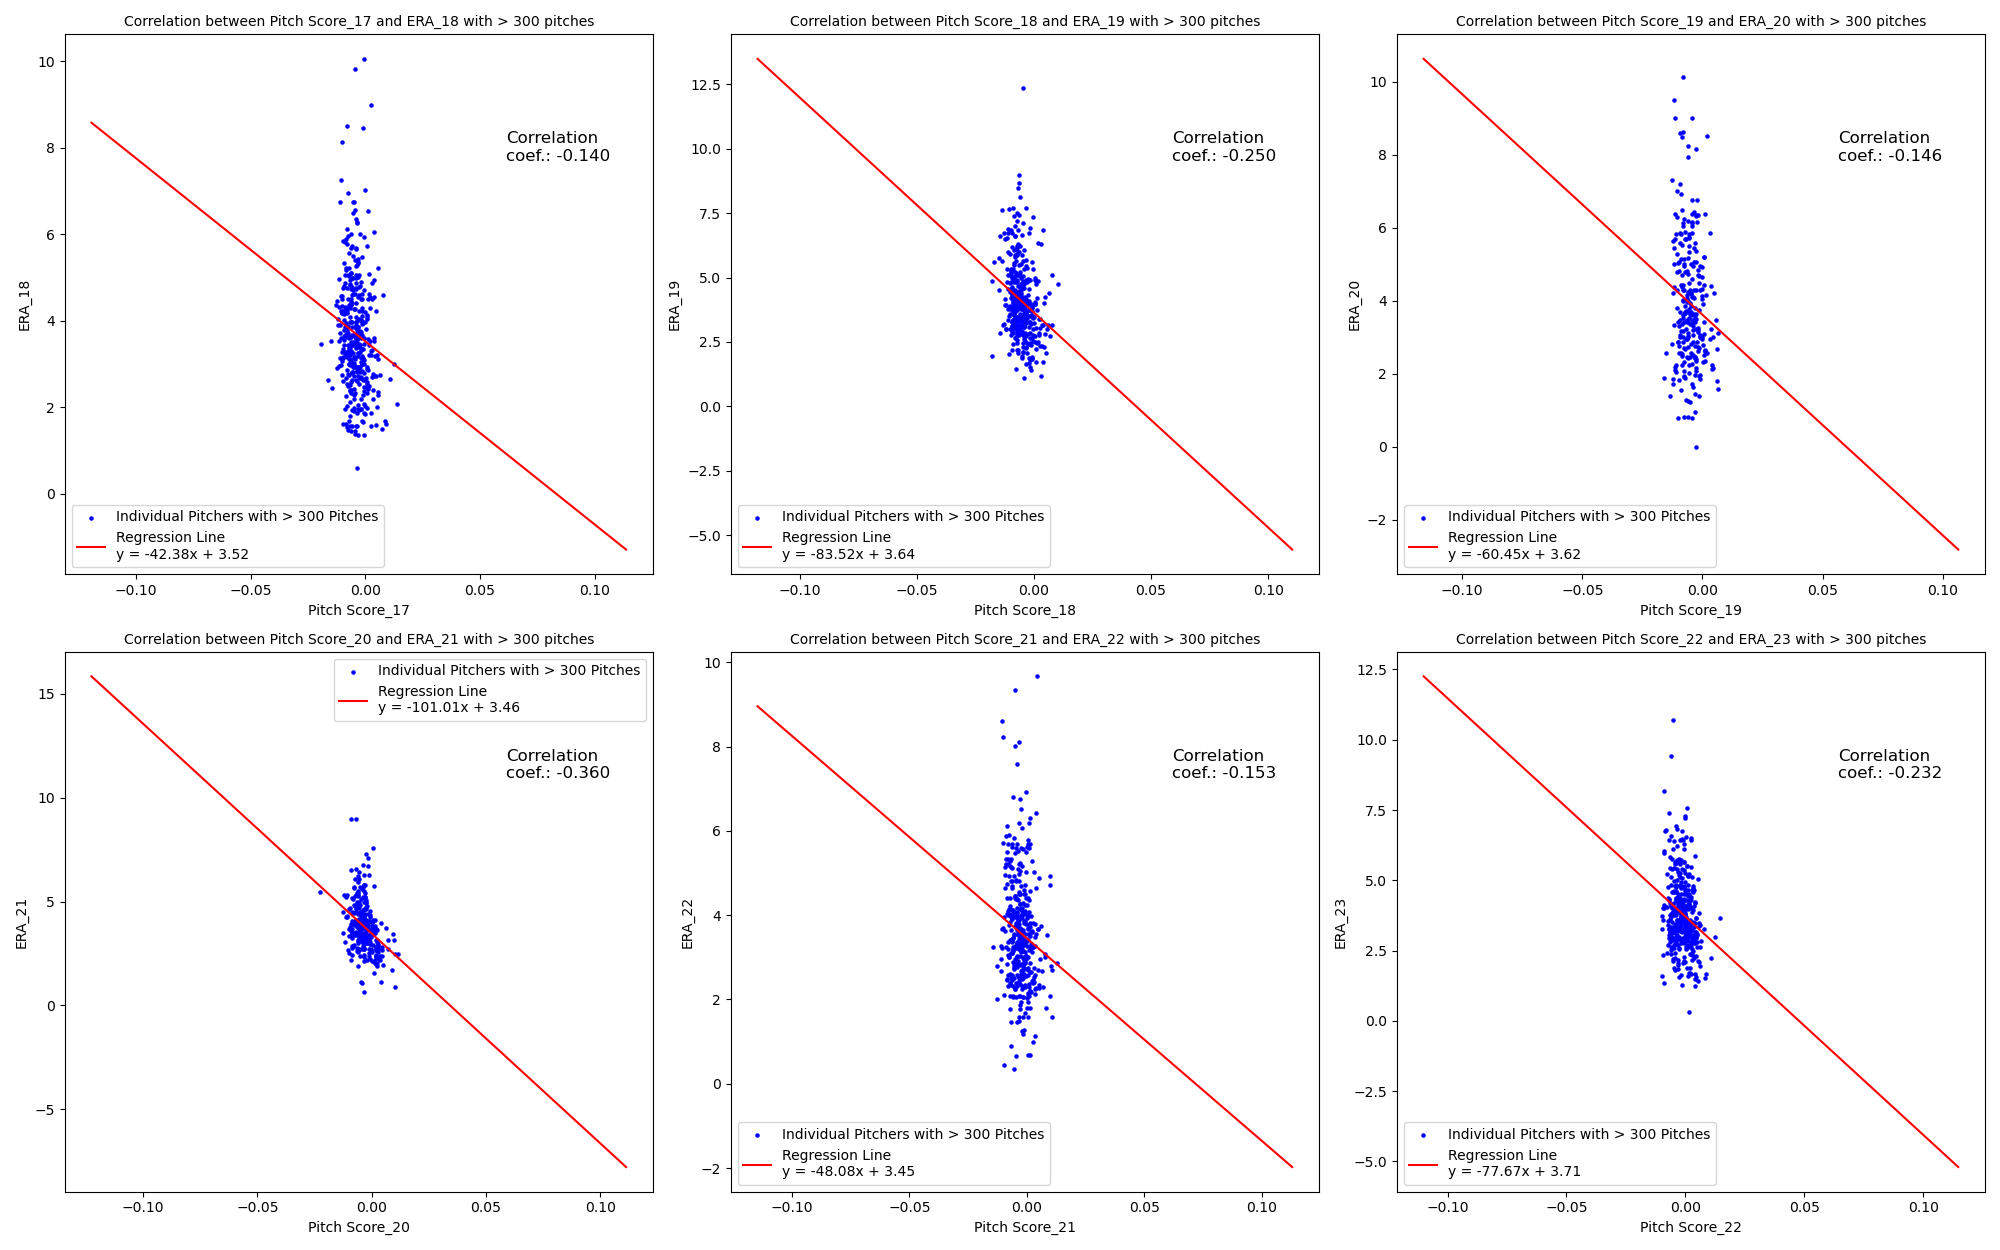 Correlation between Pitch Score_17 and ERA_18 with > 300 pitches
10
8
6
4
2
0
ERA_18
Correlation
coef.: -0.140
Individual Pitchers with > 300 Pitches
Regression Line
y = -42.38x + 3.52
−0.10
−0.05
0.00
0.05
0.10
Pitch Score_17
Correlation between Pitch Score_18 and ERA_19 with > 300 pitches
12.5
10.0
7.5
5.0
2.5
0.0
−2.5
−5.0
ERA_19
Correlation
coef.: -0.250
Individual Pitchers with > 300 Pitches
Regression Line
y = -83.52x + 3.64
−0.10
−0.05
0.00
0.05
0.10
Pitch Score_18
Correlation between Pitch Score_19 and ERA_20 with > 300 pitches
10
8
6
4
2
0
−2
ERA_20
Correlation
coef.: -0.146
Individual Pitchers with > 300 Pitches
Regression Line
y = -60.45x + 3.62
−0.10
−0.05
0.00
0.05
0.10
Pitch Score_19
Correlation between Pitch Score_20 and ERA_21 with > 300 pitches
15
10
5
0
−5
ERA_21
Individual Pitchers with > 300 Pitches
Regression Line
y = -101.01x + 3.46
Correlation
coef.: -0.360
−0.10
−0.05
0.00
0.05
0.10
Pitch Score_20
Correlation between Pitch Score_21 and ERA_22 with > 300 pitches
10
8
6
4
2
0
−2
ERA_22
Correlation
coef.: -0.153
Individual Pitchers with > 300 Pitches
Regression Line
y = -48.08x + 3.45
−0.10
−0.05
0.00
0.05
0.10
Pitch Score_21
Correlation between Pitch Score_22 and ERA_23 with > 300 pitches
12.5
10.0
7.5
5.0
2.5
0.0
−2.5
−5.0
ERA_23
Correlation
coef.: -0.232
Individual Pitchers with > 300 Pitches
Regression Line
y = -77.67x + 3.71
−0.10
−0.05
0.00
0.05
0.10
Pitch Score_22